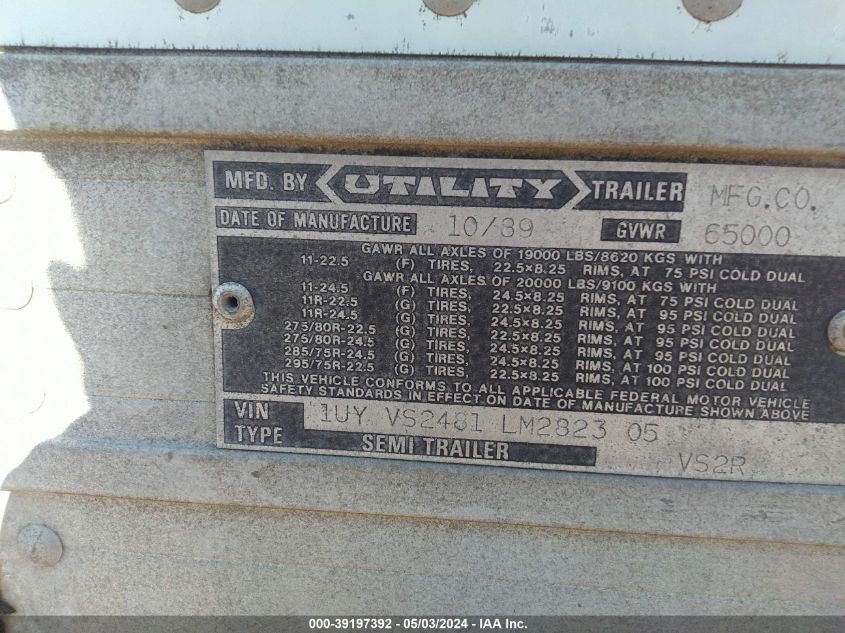 MFD. BY UTILITY TRAILER MFG.CO.
DATE OF MANUFACTURE 10/89 GVWR 65000
GAWR ALL AXLES OF 19000 LBS/8620 KGS WITH
11-22.5 (F) TIRES, 22.5×8.25 RIMS, AT 75 PSI COLD DUAL
GAWR ALL AXLES OF 20000 LBS/9100 KGS WITH
11-24.5 (F) TIRES, 24.5×8.25 RIMS, AT 75 PSI COLD DUAL
11R-22.5 (G) TIRES, 22.5×8.25 RIMS, AT 95 PSI COLD DUAL
11R-24.5 (G) TIRES, 24.5×8.25 RIMS, AT 95 PSI COLD DUAL
275/80R-22.5 (G) TIRES, 22.5×8.25 RIMS, AT 95 PSI COLD DUAL
275/80R-24.5 (G) TIRES, 24.5×8.25 RIMS, AT 95 PSI COLD DUAL
285/75R-24.5 (G) TIRES, 24.5×8.25 RIMS, AT 100 PSI COLD DUAL
295/75R-22.5 (G) TIRES, 22.5×8.25 RIMS, AT 100 PSI COLD DUAL
THIS VEHICLE CONFORMS TO ALL APPLICABLE FEDERAL MOTOR VEHICLE
SAFETY STANDARDS IN EFFECT ON DATE OF MANUFACTURE SHOWN ABOVE
VIN 1UY VS2481 LM2823 05
TYPE SEMI TRAILER VS2R
000-39197392 - 05/03/2024 - IAA Inc.